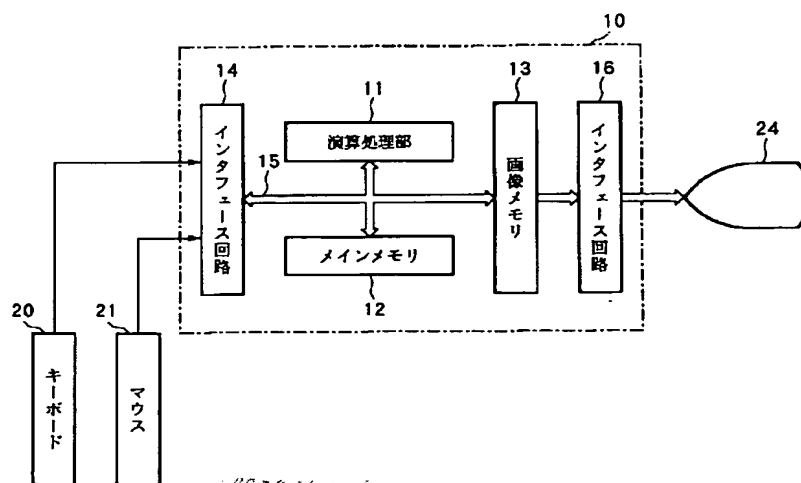 10
14
インタフェース回路
11
演算処理部
13
画像メモリ
16
インタフェース回路
24
15
メインメモリ
12
20
キーボード
21
マウス